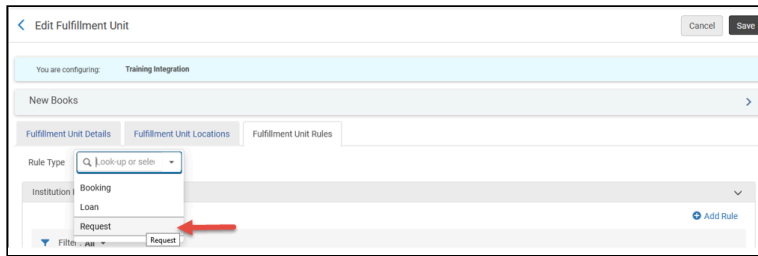 Edit Fulfillment Unit
Cancel
Save
You are configuring: Training Integration
New Books
Fulfillment Unit Details
Fulfillment Unit Locations
Fulfillment Unit Rules
Rule Type
Look-up or selec
Booking
Institution
Loan
Add Rule
Request
Filter: All
Request